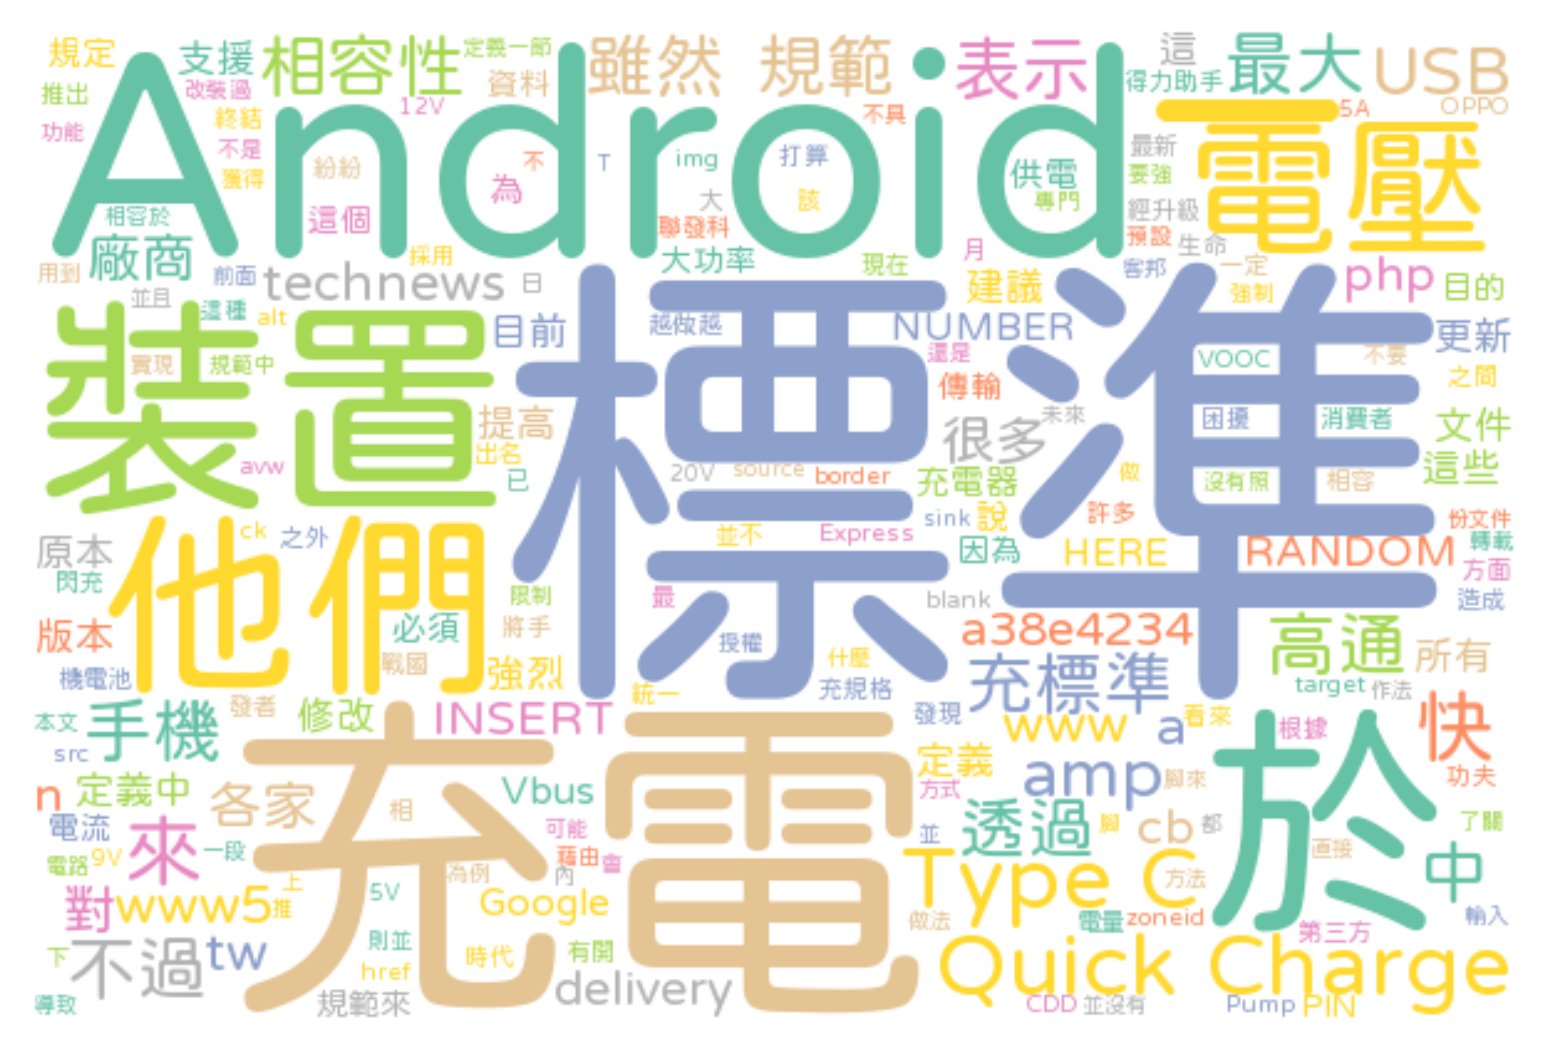 規定 支援 相容性 定義一節 雖然 規範 表示 這 最大 USB
推出 改裝過 資料 12V Android 得力助手 5A OPPO
功能 終結 不是 獲得 紛紛 為 不 T img 打算 不具 供電 最新 要強 電壓
相容於 這個 大 該 聯發科 專門 經升級 預設 生命
廠商 採用 大功率 現在 月 客邦 一定
用到 前面 technews 日 建議 強制 php 目的
並且 這種 alt 目前 越做越 NUMBER 更新
實現 規範中 還是 VOOC 不要 之間
裝置 提高 標準 傳輸 未來 困擾 消費者 文件
avw 出名 已 20V source border 很多 充電器 做 沒有照 相容 這些
原本 ck 之外 並不 Express sink 說 許多 份文件
閃充 他們 因為 HERE RANDOM 轉載 方面
限制 最 blank 造成
版本 必須 將手 授權 a38e4234 高通 所有
機電池 戰國 強烈 什麼 充標準 target 作法
本文 手機 發者 修改 INSERT 統一 充規格 發現 www a 看來 根據 快
src 定義 amp 腳來 功夫
n 定義中 各家 充電 Vbus 方式 於
電流 來 一段 相 可能 並 透過 腳 cb 都 直接 了關
電器 9V 為例 藉由 內 會 Type C 方法 中
對 www5 推 上 5V Google 做法 電量 zoneid 輸入
下 不過 tw 則並 時代 有開 第三方
href Quick Charge
導致 規範來 delivery CDD 並沒有 Pump PIN